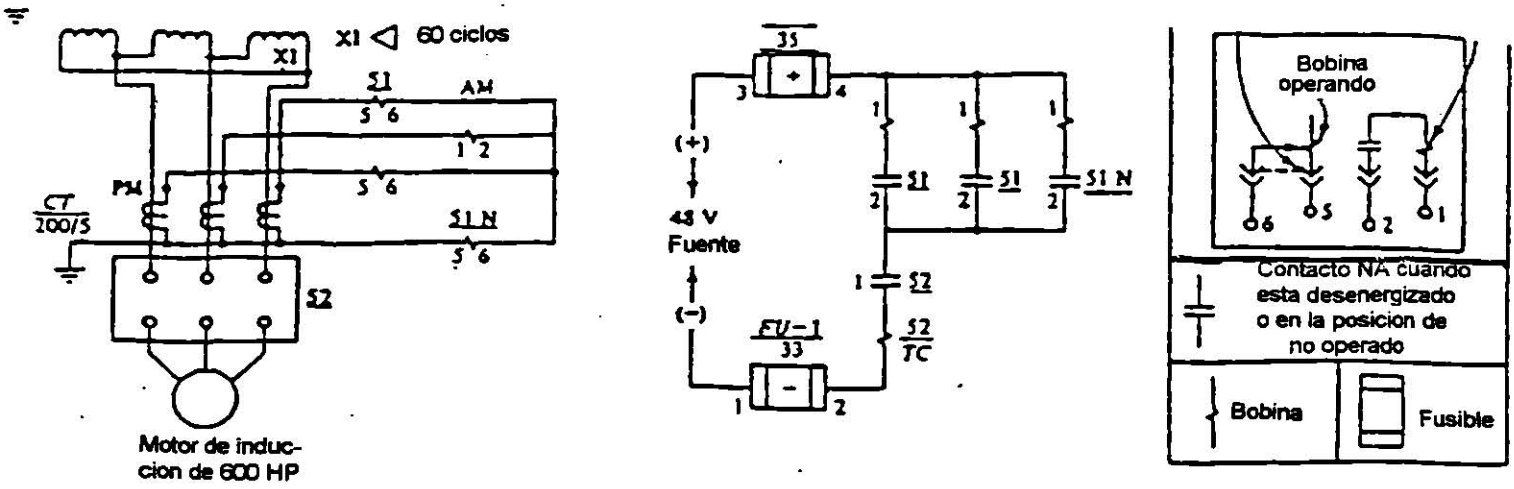 X1
X1 60 ciclos
51
5 6
AM
1 2
5 6
PM
CT
200/5
51 N
5 6
52
Motor de induc-
cion de 600 HP
35
3 + 4
(+)
48 V
Fuente
(-)
1
1
1
51
2
51
2
51 N
2
1 52
52
TC
FU-1
33
1 - 2
Bobina
operando
6 5 2 1
Contacto NA cuando
esta desenergizado
o en la posicion de
no operado
Bobina
Fusible